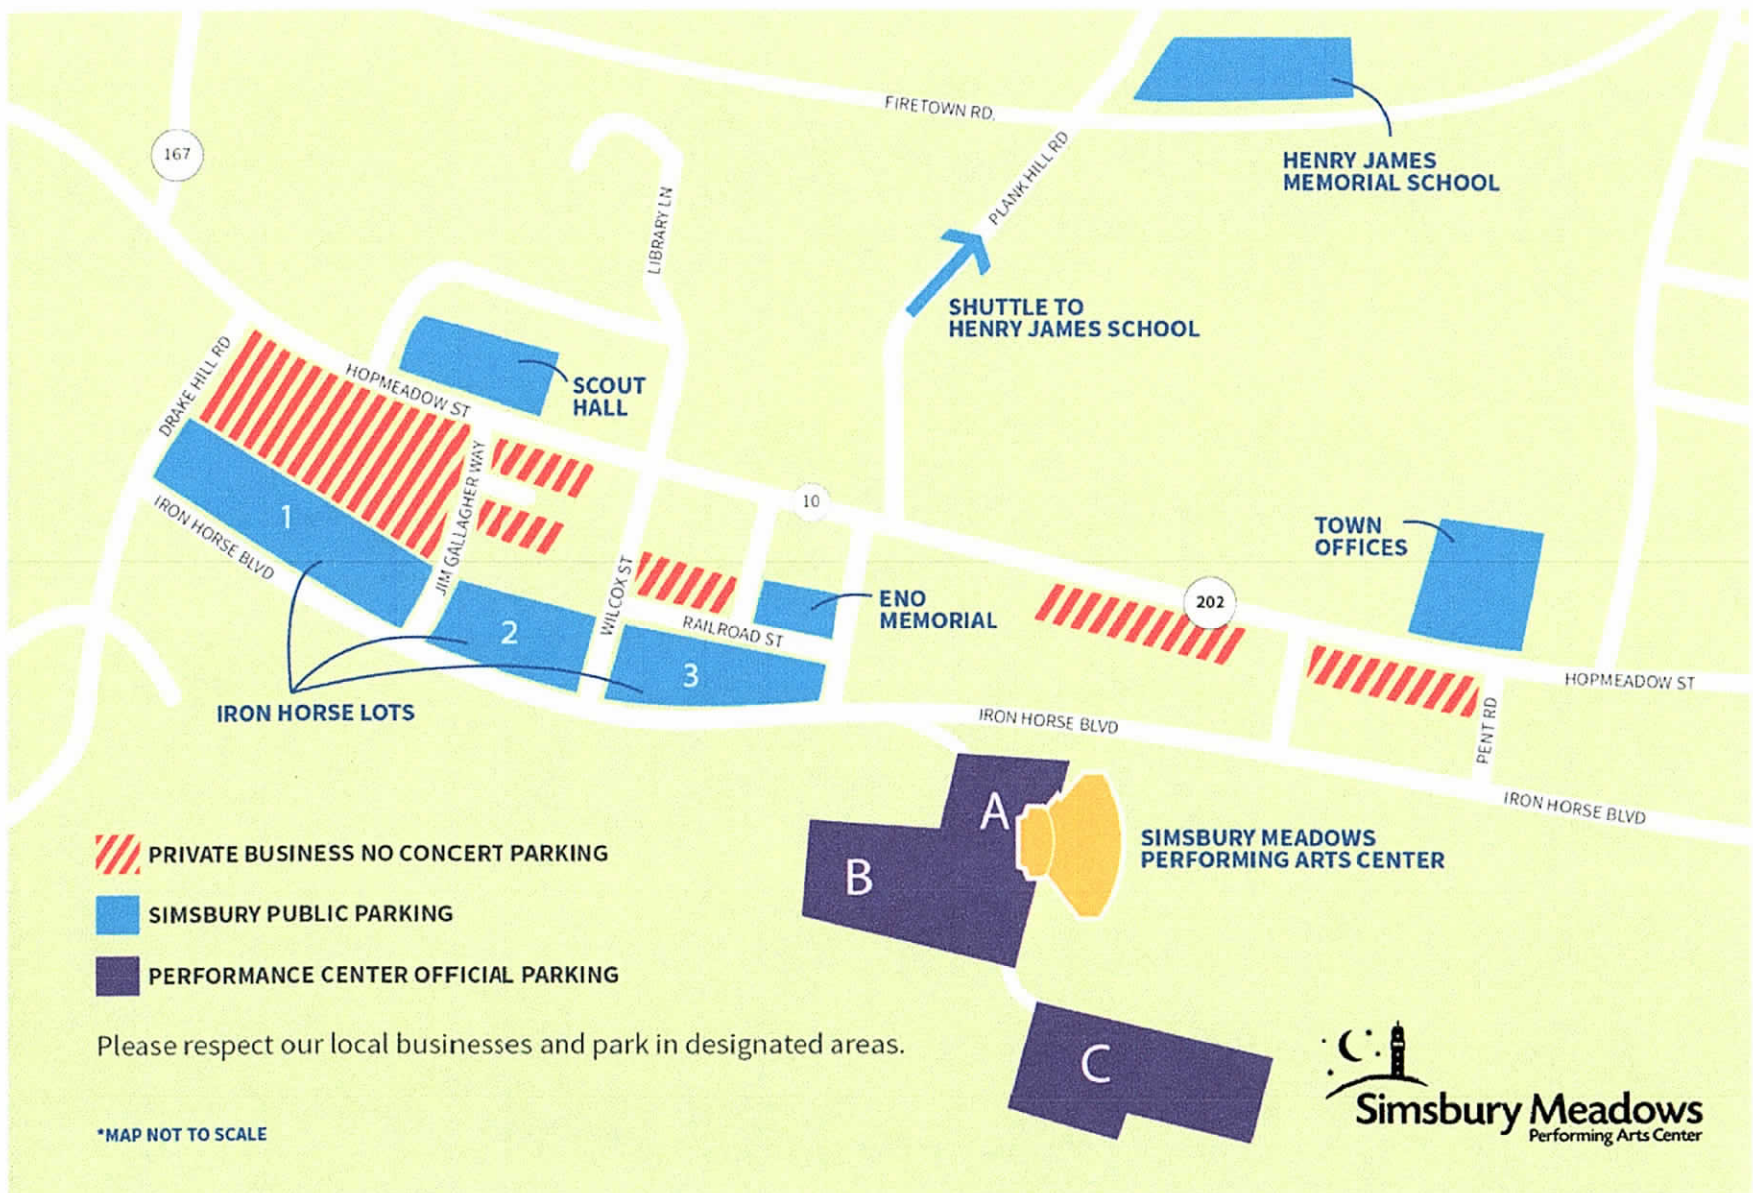 FIRETOWN RD.
167
HENRY JAMES
MEMORIAL SCHOOL
PLANK HILL RD
LIBRARY LN
SHUTTLE TO
HENRY JAMES SCHOOL
DRAKE HILL RD
HOPMEADOW ST
SCOUT
HALL
JIM GALLAGHER WAY
10
1
IRON HORSE BLVD
TOWN
OFFICES
WILCOX ST
ENO
MEMORIAL
202
2
RAILROAD ST
3
HOPMEADOW ST
IRON HORSE LOTS
IRON HORSE BLVD
PENT RD
IRON HORSE BLVD
A
B
SIMSBURY MEADOWS
PERFORMING ARTS CENTER
PRIVATE BUSINESS NO CONCERT PARKING
SIMSBURY PUBLIC PARKING
PERFORMANCE CENTER OFFICIAL PARKING
Please respect our local businesses and park in designated areas.
C
*MAP NOT TO SCALE
Simsbury Meadows
Performing Arts Center